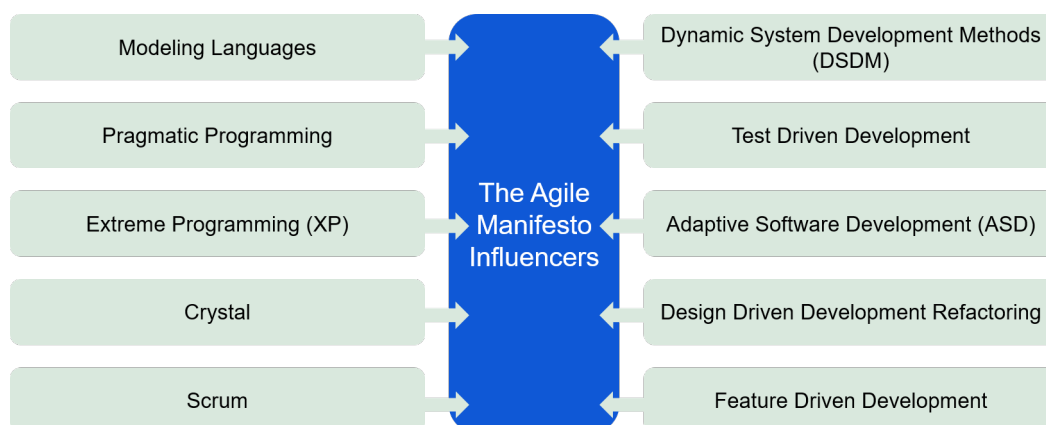 Modeling Languages
Pragmatic Programming
Extreme Programming (XP)
Crystal
Scrum
The Agile
Manifesto
Influencers
Dynamic System Development Methods
(DSDM)
Test Driven Development
Adaptive Software Development (ASD)
Design Driven Development Refactoring
Feature Driven Development